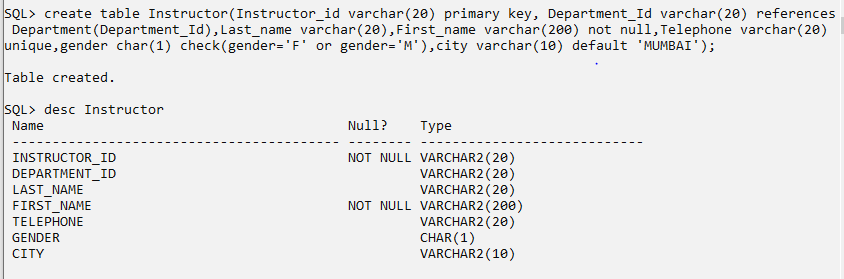 SQL> create table Instructor(Instructor_id varchar(20) primary key, Department_Id varchar(20) references
Department(Department_Id),Last_name varchar(20),First_name varchar(200) not null,Telephone varchar(20)
unique,gender char(1) check(gender='F' or gender='M'),city varchar(10) default 'MUMBAI');
Table created.
SQL> desc Instructor
Name Null? Type
----------------------------------------- -------- ----------------------------
INSTRUCTOR_ID NOT NULL VARCHAR2(20)
DEPARTMENT_ID VARCHAR2(20)
LAST_NAME VARCHAR2(20)
FIRST_NAME NOT NULL VARCHAR2(200)
TELEPHONE VARCHAR2(20)
GENDER CHAR(1)
CITY VARCHAR2(10)